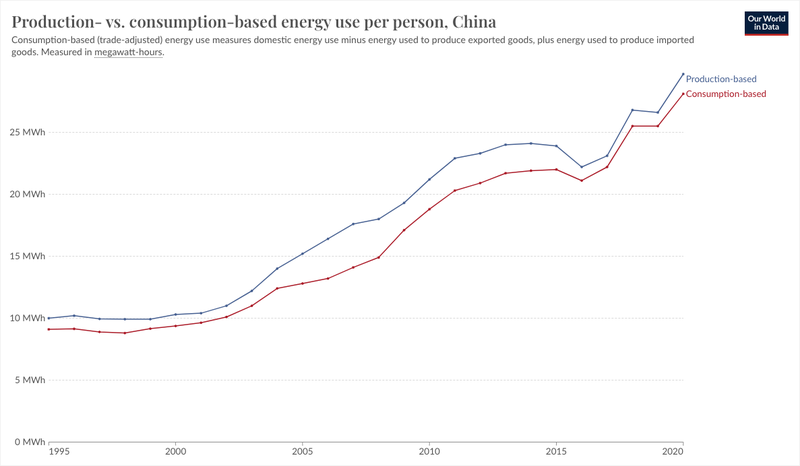 Production- vs. consumption-based energy use per person, China
Our World
in Data
Consumption-based (trade-adjusted) energy use measures domestic energy use minus energy used to produce exported goods, plus energy used to produce imported
goods. Measured in megawatt-hours.
Production-based
Consumption-based
25 MWh
20 MWh
15 MWh
10 MWh
5 MWh
0 MWh
1995 2000 2005 2010 2015 2020